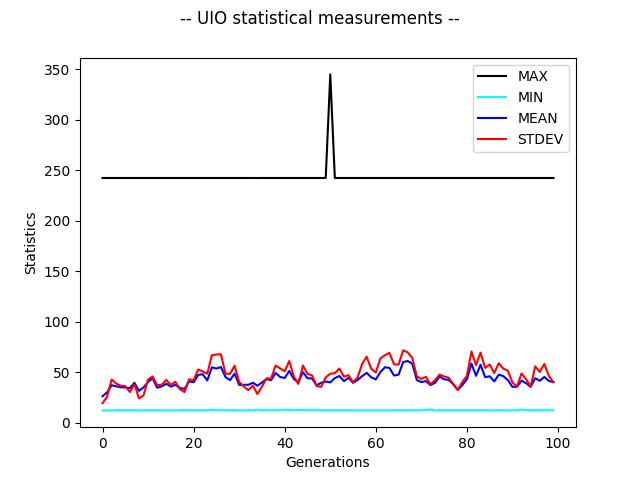 -- UIO statistical measurements --
350
300
250
200
150
100
50
0
Statistics
MAX
MIN
MEAN
STDEV
0
20
40
60
80
100
Generations